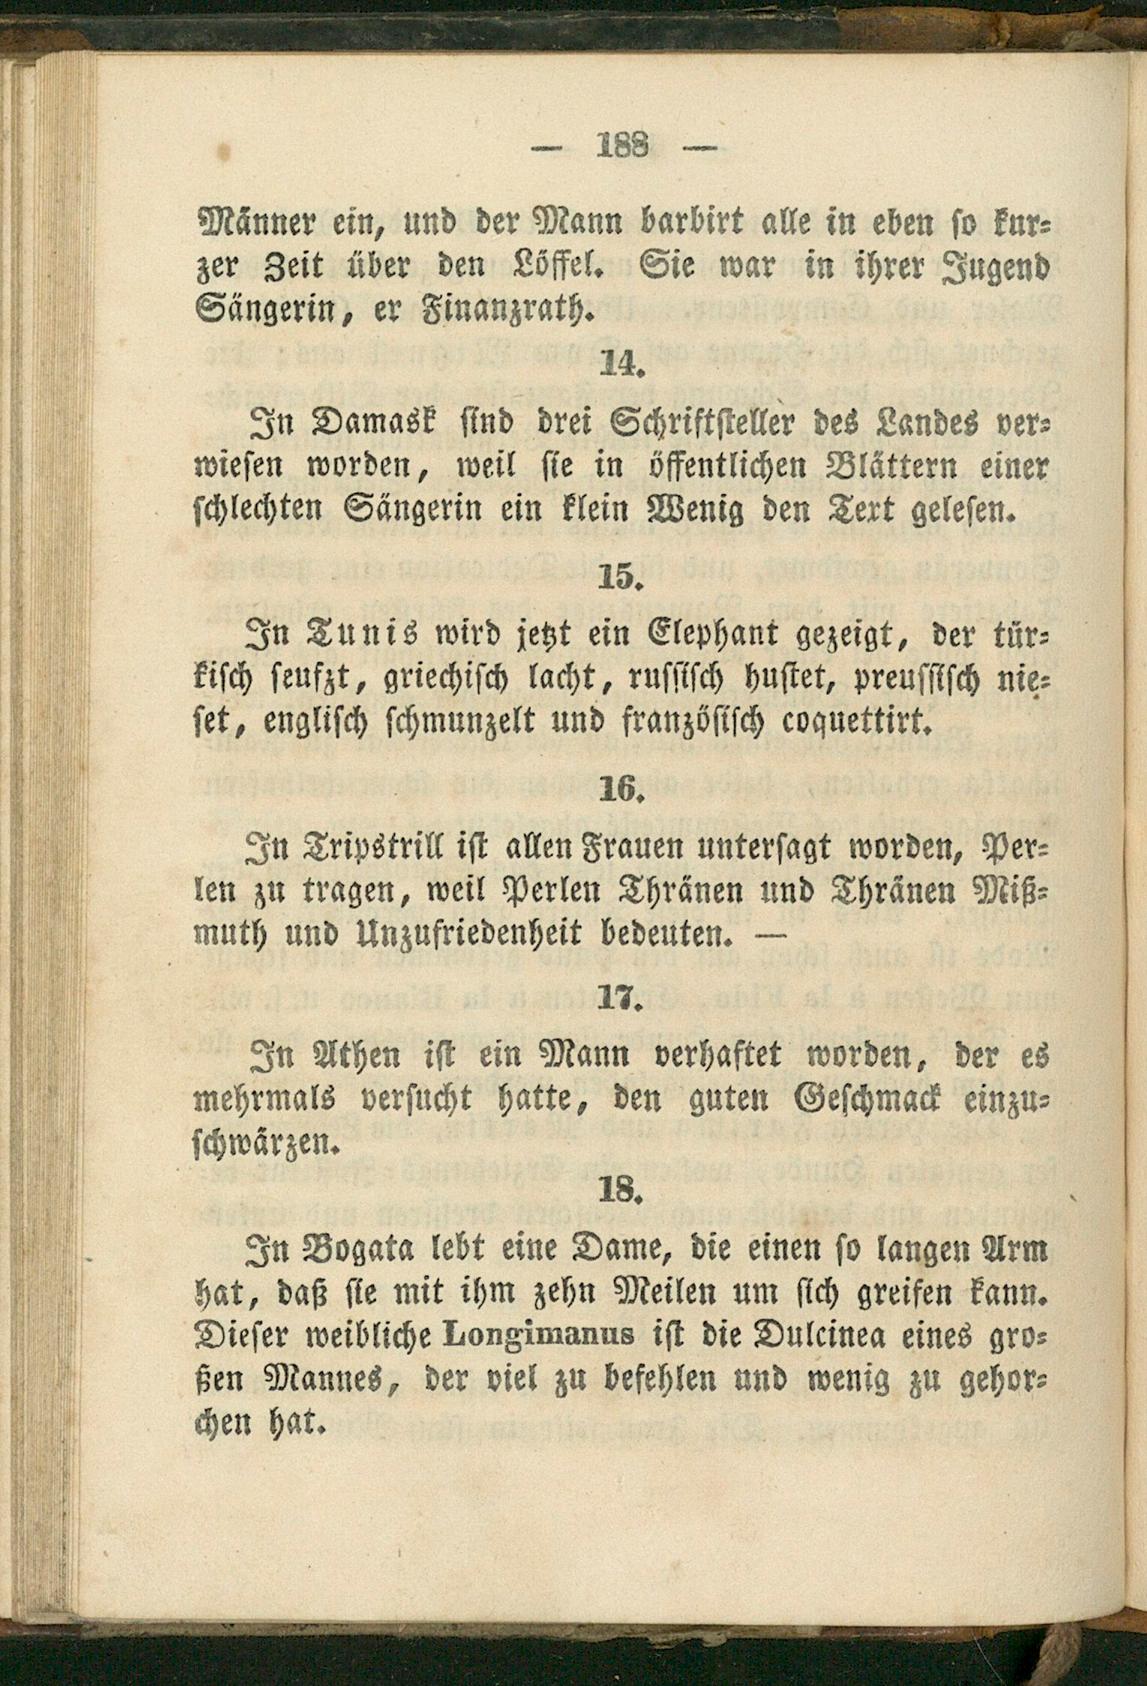 — 188 —
Männer ein, und der Mann barbirt alle in eben so kur-
zer Zeit über den Löffel. Sie war in ihrer Jugend
Sängerin, er Finanzrath.
14.
In Damask sind drei Schriftsteller des Landes ver-
wiesen worden, weil sie in öffentlichen Blättern einer
schlechten Sängerin ein klein Wenig den Text gelesen.
15.
In Tunis wird jetzt ein Elephant gezeigt, der tür-
kisch seufzt, griechisch lacht, russisch hustet, preussisch nie-
set, englisch schmunzelt und französisch coquettirt.
16.
In Tripstrill ist allen Frauen untersagt worden, Per-
len zu tragen, weil Perlen Thränen und Thränen Miß-
muth und Unzufriedenheit bedeuten. —
17.
In Athen ist ein Mann verhaftet worden, der es
mehrmals versucht hatte, den guten Geschmack einzu-
schwärzen.
18.
In Bogata lebt eine Dame, die einen so langen Arm
hat, daß sie mit ihm zehn Meilen um sich greifen kann.
Dieser weibliche Longimanus ist die Dulcinea eines gro-
ßen Mannes, der viel zu befehlen und wenig zu gehor-
chen hat.